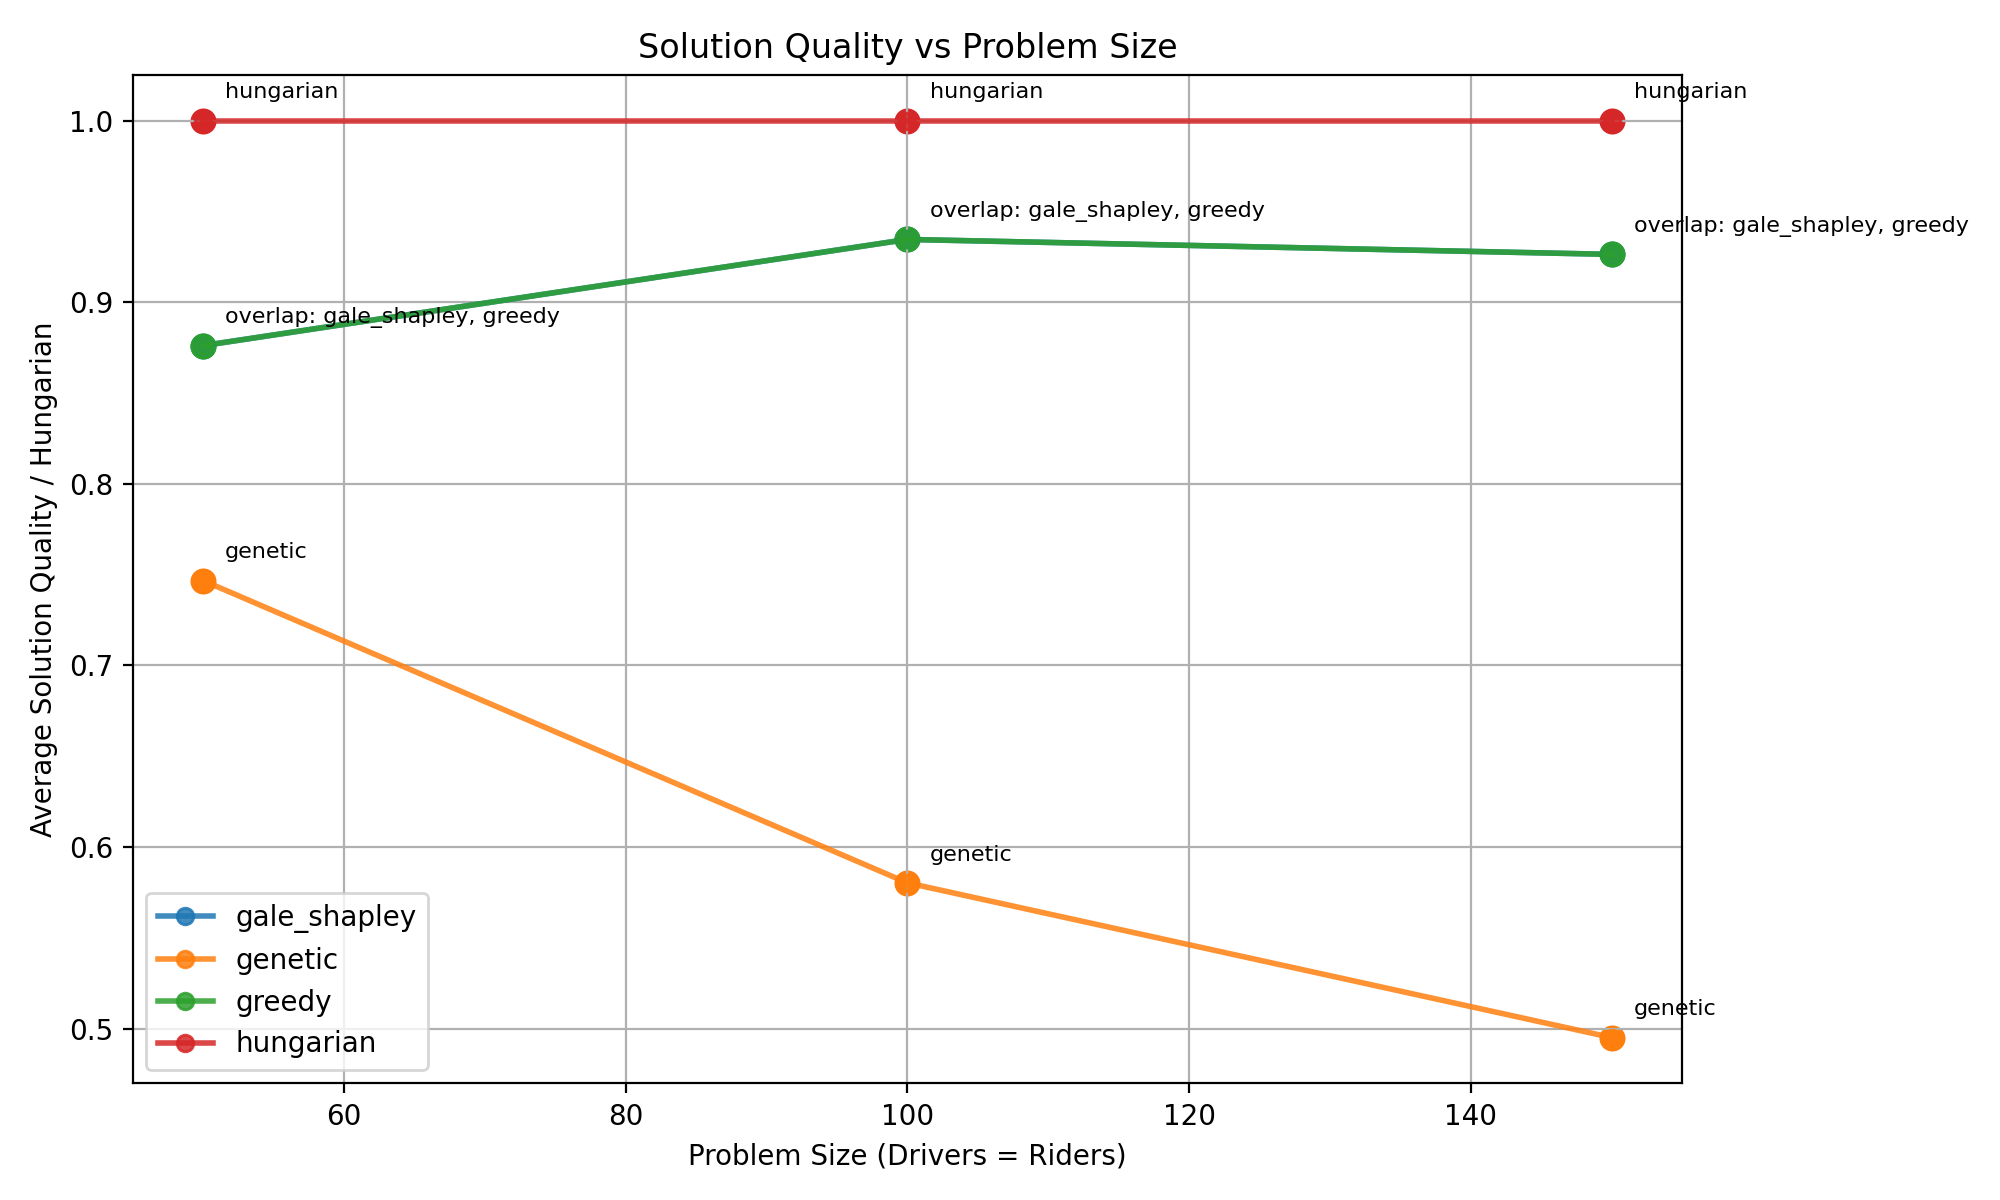 Solution Quality vs Problem Size
Average Solution Quality / Hungarian
1.0
0.9
0.8
0.7
0.6
0.5
hungarian
hungarian
hungarian
overlap: gale_shapley, greedy
overlap: gale_shapley, greedy
overlap: gale_shapley, greedy
genetic
genetic
genetic
gale_shapley
genetic
greedy
hungarian
60
80
100
120
140
Problem Size (Drivers = Riders)